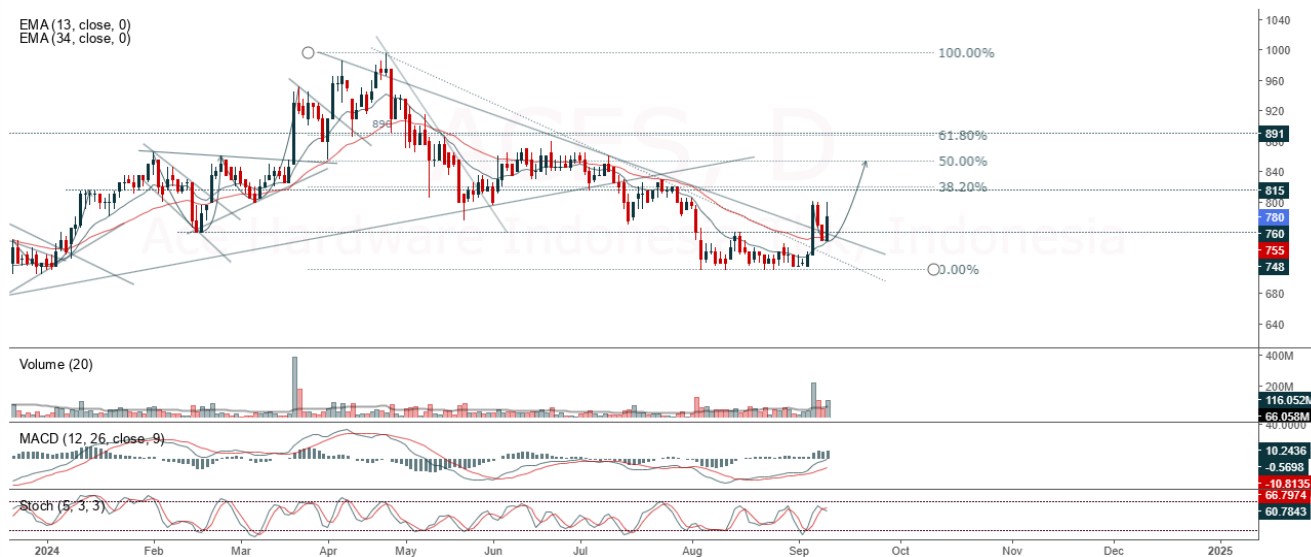 EMA (13, close, 0)
EMA (34, close, 0)
ACES, D
1040
1000
960
920
891
880
840
815
800
780
760
755
748
680
640
100.00%
61.80%
50.00%
38.20%
0.00%
890
Volume (20)
400M
200M
116.052M
66.058M
MACD (12, 26, close, 9)
40.0000
10.2436
-0.5698
-10.8135
Stoch (5, 3, 3)
66.7974
60.7843
2024
Feb
Mar
Apr
May
Jun
Jul
Aug
Sep
Oct
Nov
Dec
2025